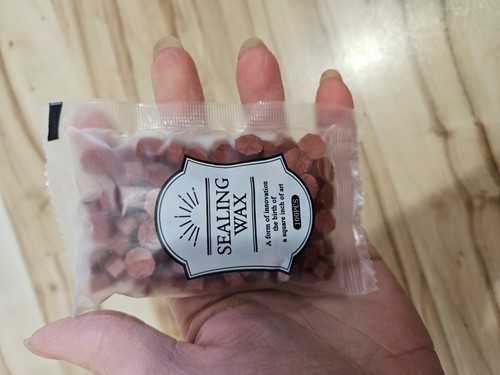 SEALING
WAX
A form of innovation
the birth of
a square inch of art
100PCS